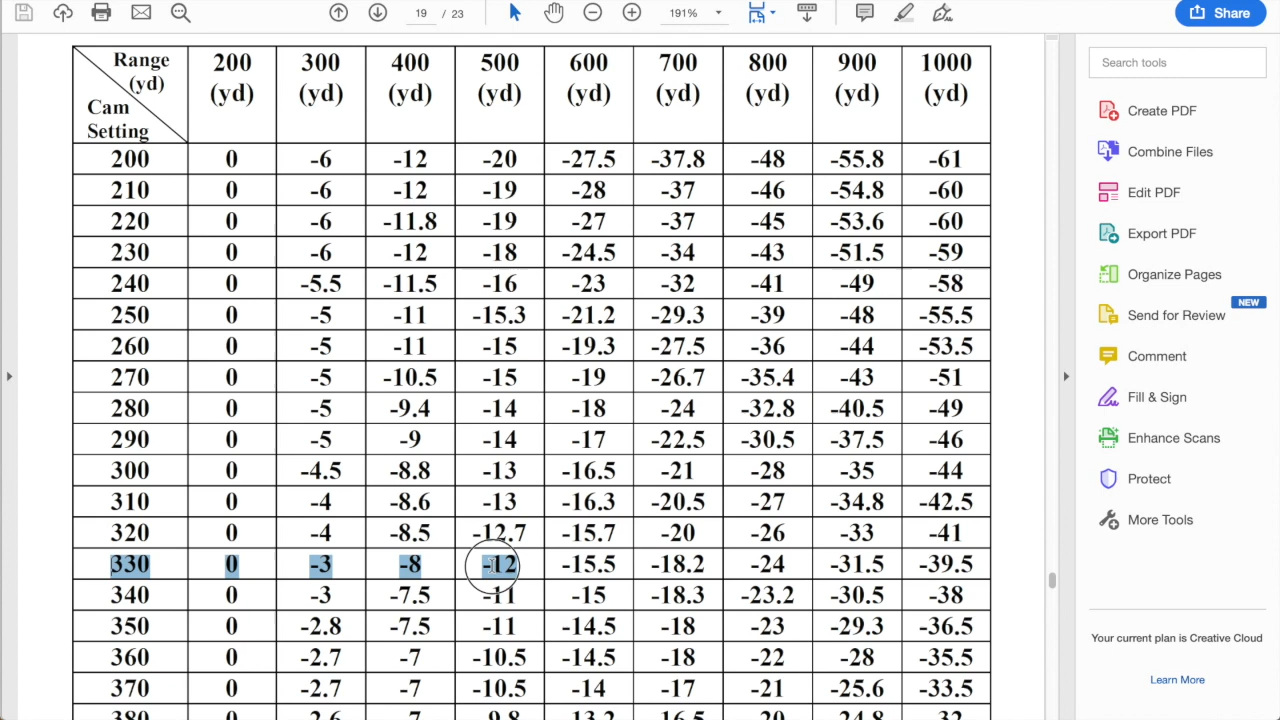 19 / 23
191%
Share
Range (yd) 200 300 400 500 600 700 800 900 1000
Cam Setting (yd) (yd) (yd) (yd) (yd) (yd) (yd) (yd) (yd)
200 0 -6 -12 -20 -27.5 -37.8 -48 -55.8 -61
210 0 -6 -12 -19 -28 -37 -46 -54.8 -60
220 0 -6 -11.8 -19 -27 -37 -45 -53.6 -60
230 0 -6 -12 -18 -24.5 -34 -43 -51.5 -59
240 0 -5.5 -11.5 -16 -23 -32 -41 -49 -58
250 0 -5 -11 -15.3 -21.2 -29.3 -39 -48 -55.5
260 0 -5 -11 -15 -19.3 -27.5 -36 -44 -53.5
270 0 -5 -10.5 -15 -19 -26.7 -35.4 -43 -51
280 0 -5 -9.4 -14 -18 -24 -32.8 -40.5 -49
290 0 -5 -9 -14 -17 -22.5 -30.5 -37.5 -46
300 0 -4.5 -8.8 -13 -16.5 -21 -28 -35 -44
310 0 -4 -8.6 -13 -16.3 -20.5 -27 -34.8 -42.5
320 0 -4 -8.5 -12.7 -15.7 -20 -26 -33 -41
330 0 -3 -8 -12 -15.5 -18.2 -24 -31.5 -39.5
340 0 -3 -7.5 -11 -15 -18.3 -23.2 -30.5 -38
350 0 -2.8 -7.5 -11 -14.5 -18 -23 -29.3 -36.5
360 0 -2.7 -7 -10.5 -14.5 -18 -22 -28 -35.5
370 0 -2.7 -7 -10.5 -14 -17 -21 -25.6 -33.5
380 0 -2.6 -7 -9.8 -13.2 -16.5 -20 -24.8 -32
Search tools
Create PDF
Combine Files
Edit PDF
Export PDF
Organize Pages
NEW
Send for Review
Comment
Fill & Sign
Enhance Scans
Protect
More Tools
Your current plan is Creative Cloud
Learn More